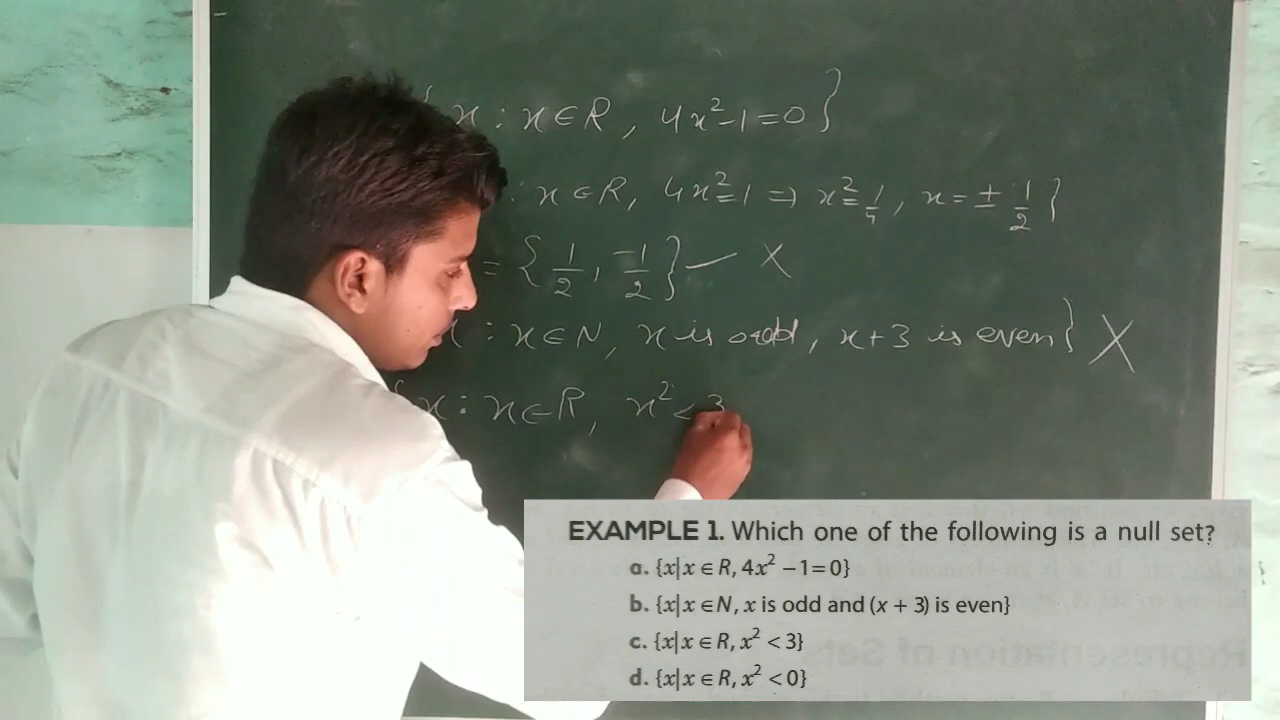 x : x ∈ R , 4x² - 1 = 0 }
: x ∈ R, 4x² = 1 ⇒ x² = 1/4 , x = ± 1/2 }
= { 1/2 , -1/2 } — X
x : x ∈ N, x is odd, x + 3 is even } X
{ x : x ∈ R, x² < 3
EXAMPLE 1. Which one of the following is a null set?
a. {x|x ∈ R, 4x² – 1 = 0}
b. {x|x ∈ N, x is odd and (x + 3) is even}
c. {x|x ∈ R, x² < 3}
d. {x|x ∈ R, x² < 0}